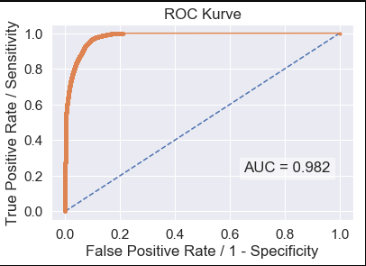 ROC Kurve
True Positive Rate / Sensitivity
1.0
0.8
0.6
0.4
0.2
0.0
AUC = 0.982
0.0 0.2 0.4 0.6 0.8 1.0
False Positive Rate / 1 - Specificity